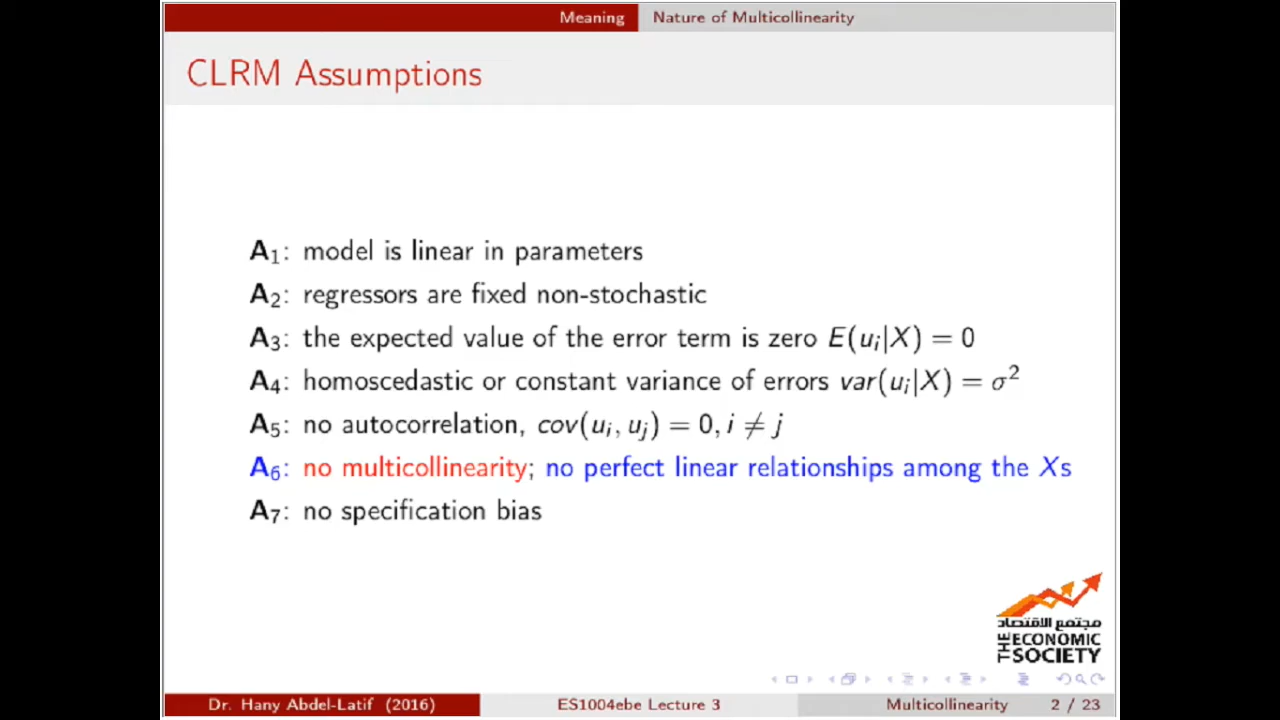 Meaning Nature of Multicollinearity
CLRM Assumptions
A1: model is linear in parameters
A2: regressors are fixed non-stochastic
A3: the expected value of the error term is zero E(ui|X) = 0
A4: homoscedastic or constant variance of errors var(ui|X) = σ²
A5: no autocorrelation, cov(ui, uj) = 0, i ≠ j
A6: no multicollinearity; no perfect linear relationships among the Xs
A7: no specification bias
مجتمع الاقتصاد
THE ECONOMIC
SOCIETY
Dr. Hany Abdel-Latif (2016) ES1004ebe Lecture 3 Multicollinearity 2 / 23